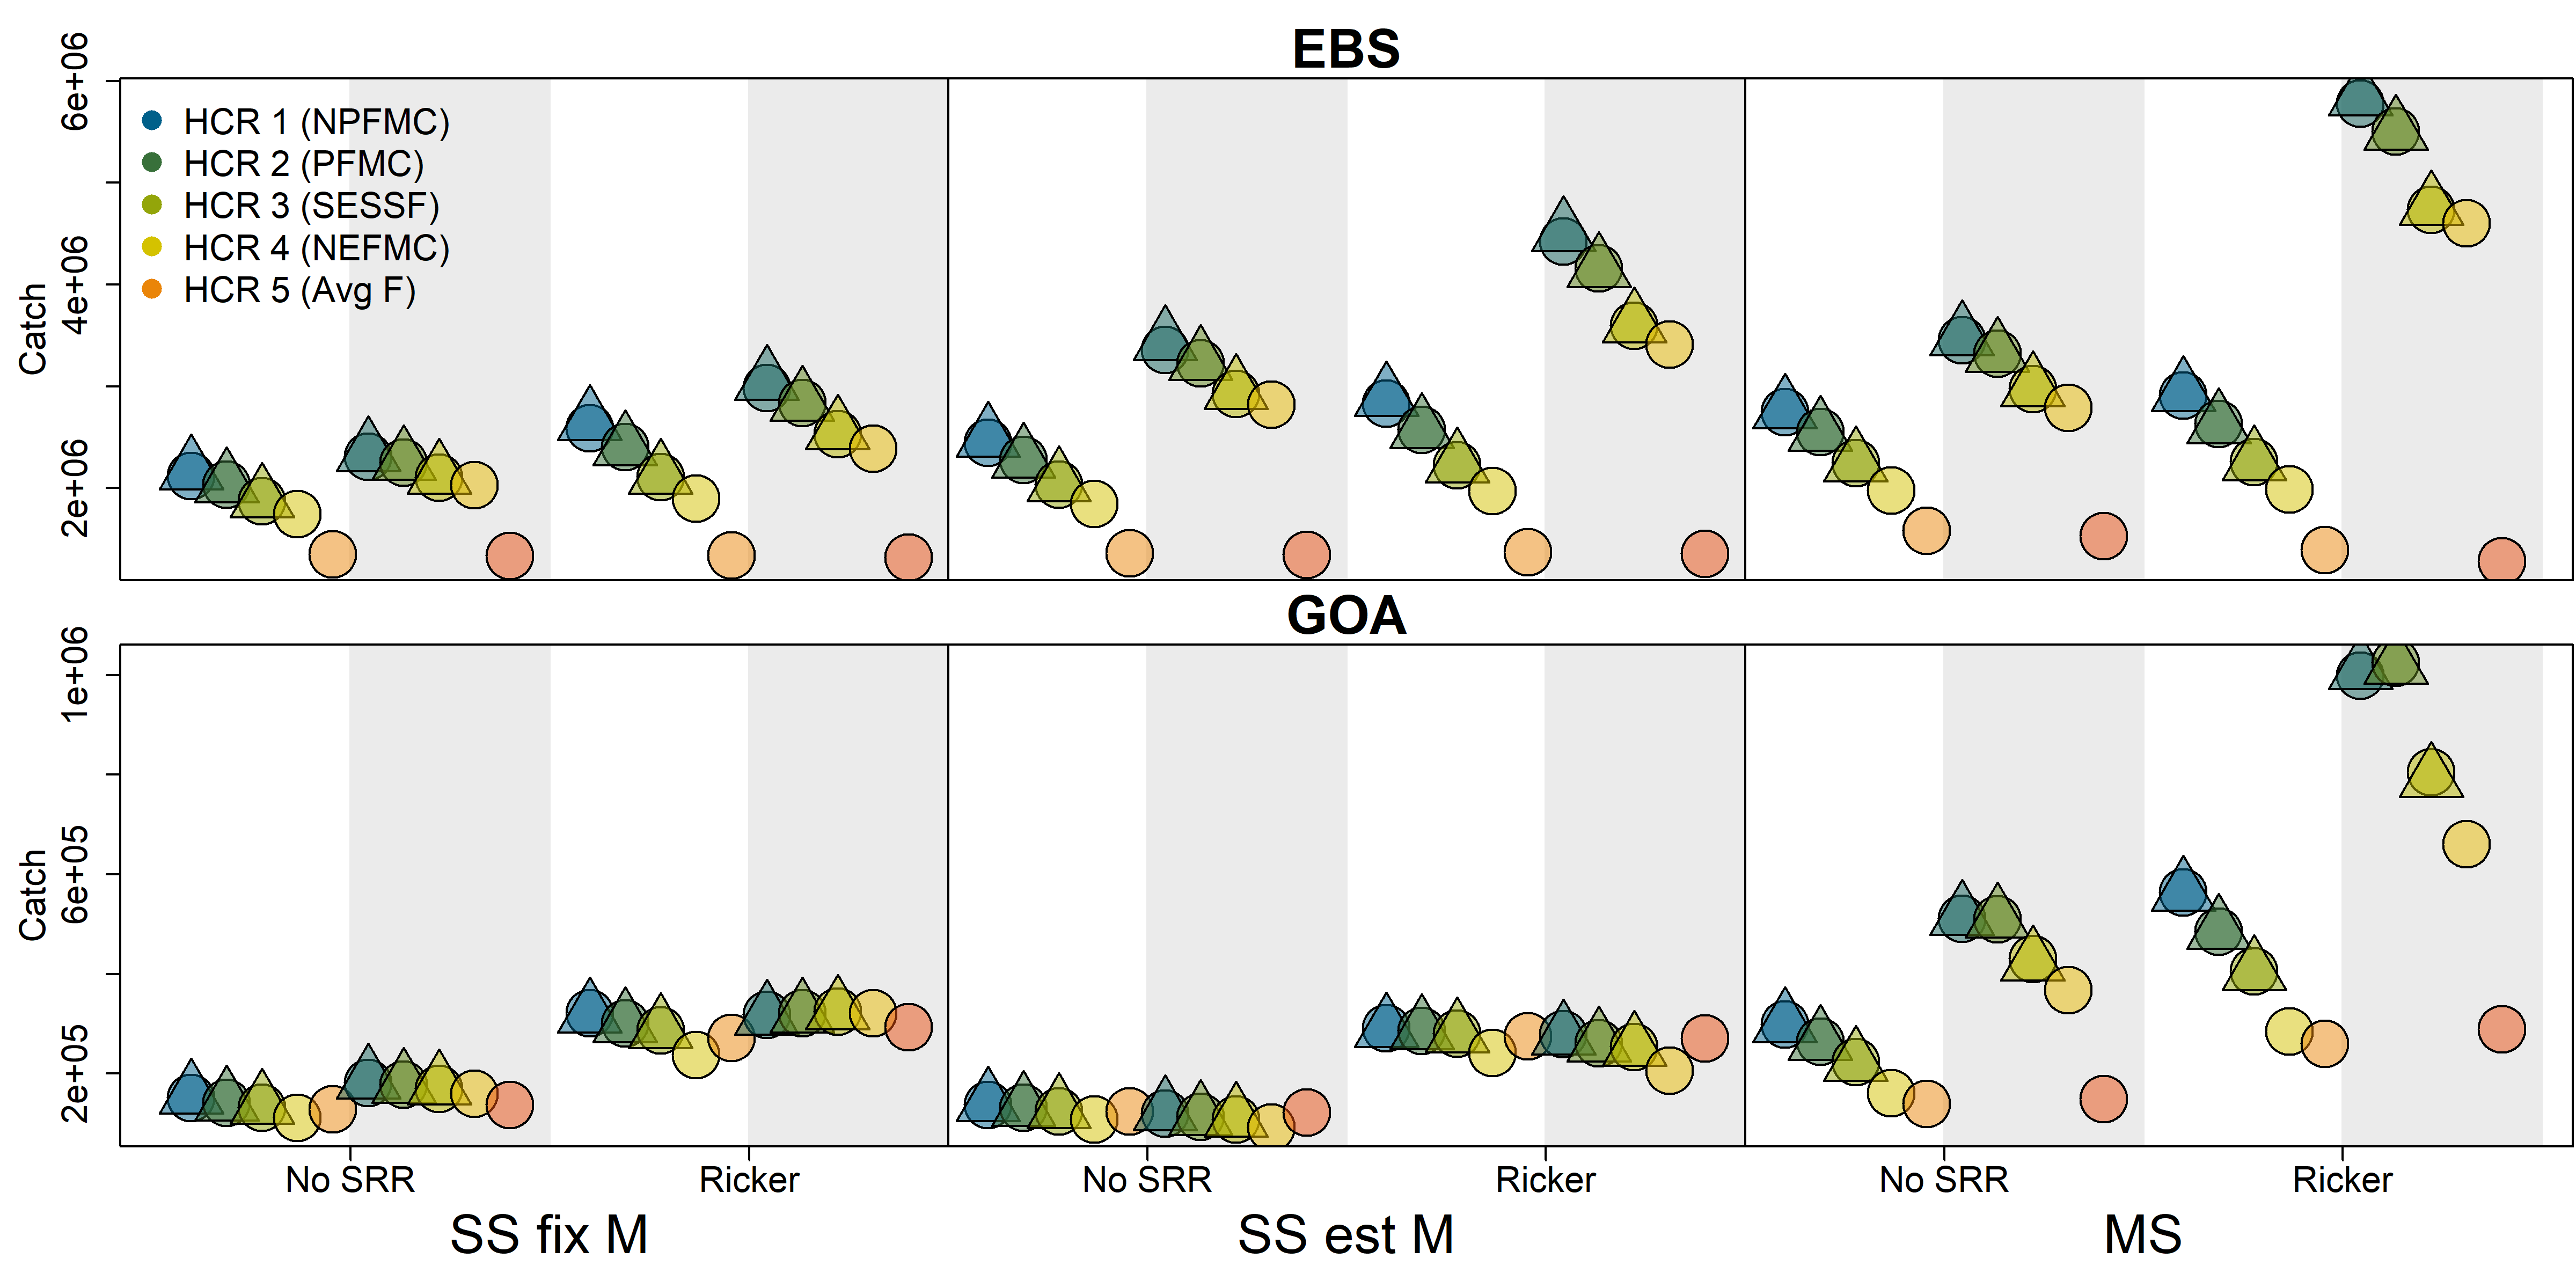 EBS
6e+06
4e+06
2e+06
Catch
HCR 1 (NPFMC)
HCR 2 (PFMC)
HCR 3 (SESSF)
HCR 4 (NEFMC)
HCR 5 (Avg F)
GOA
1e+06
6e+05
2e+05
Catch
No SRR Ricker No SRR Ricker No SRR Ricker
SS fix M SS est M MS